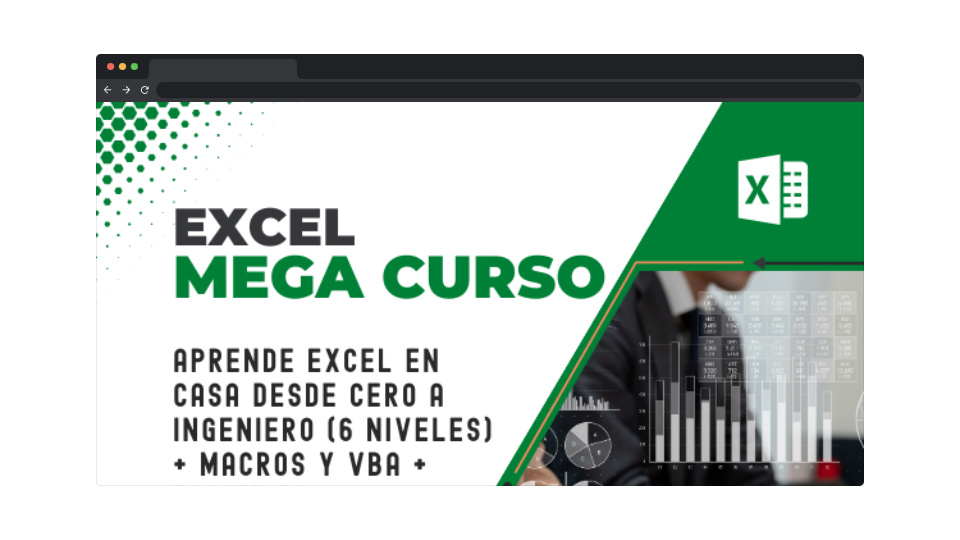 EXCEL
MEGA CURSO
APRENDE EXCEL EN
CASA DESDE CERO A
INGENIERO (6 NIVELES)
+ MACROS Y VBA +
X